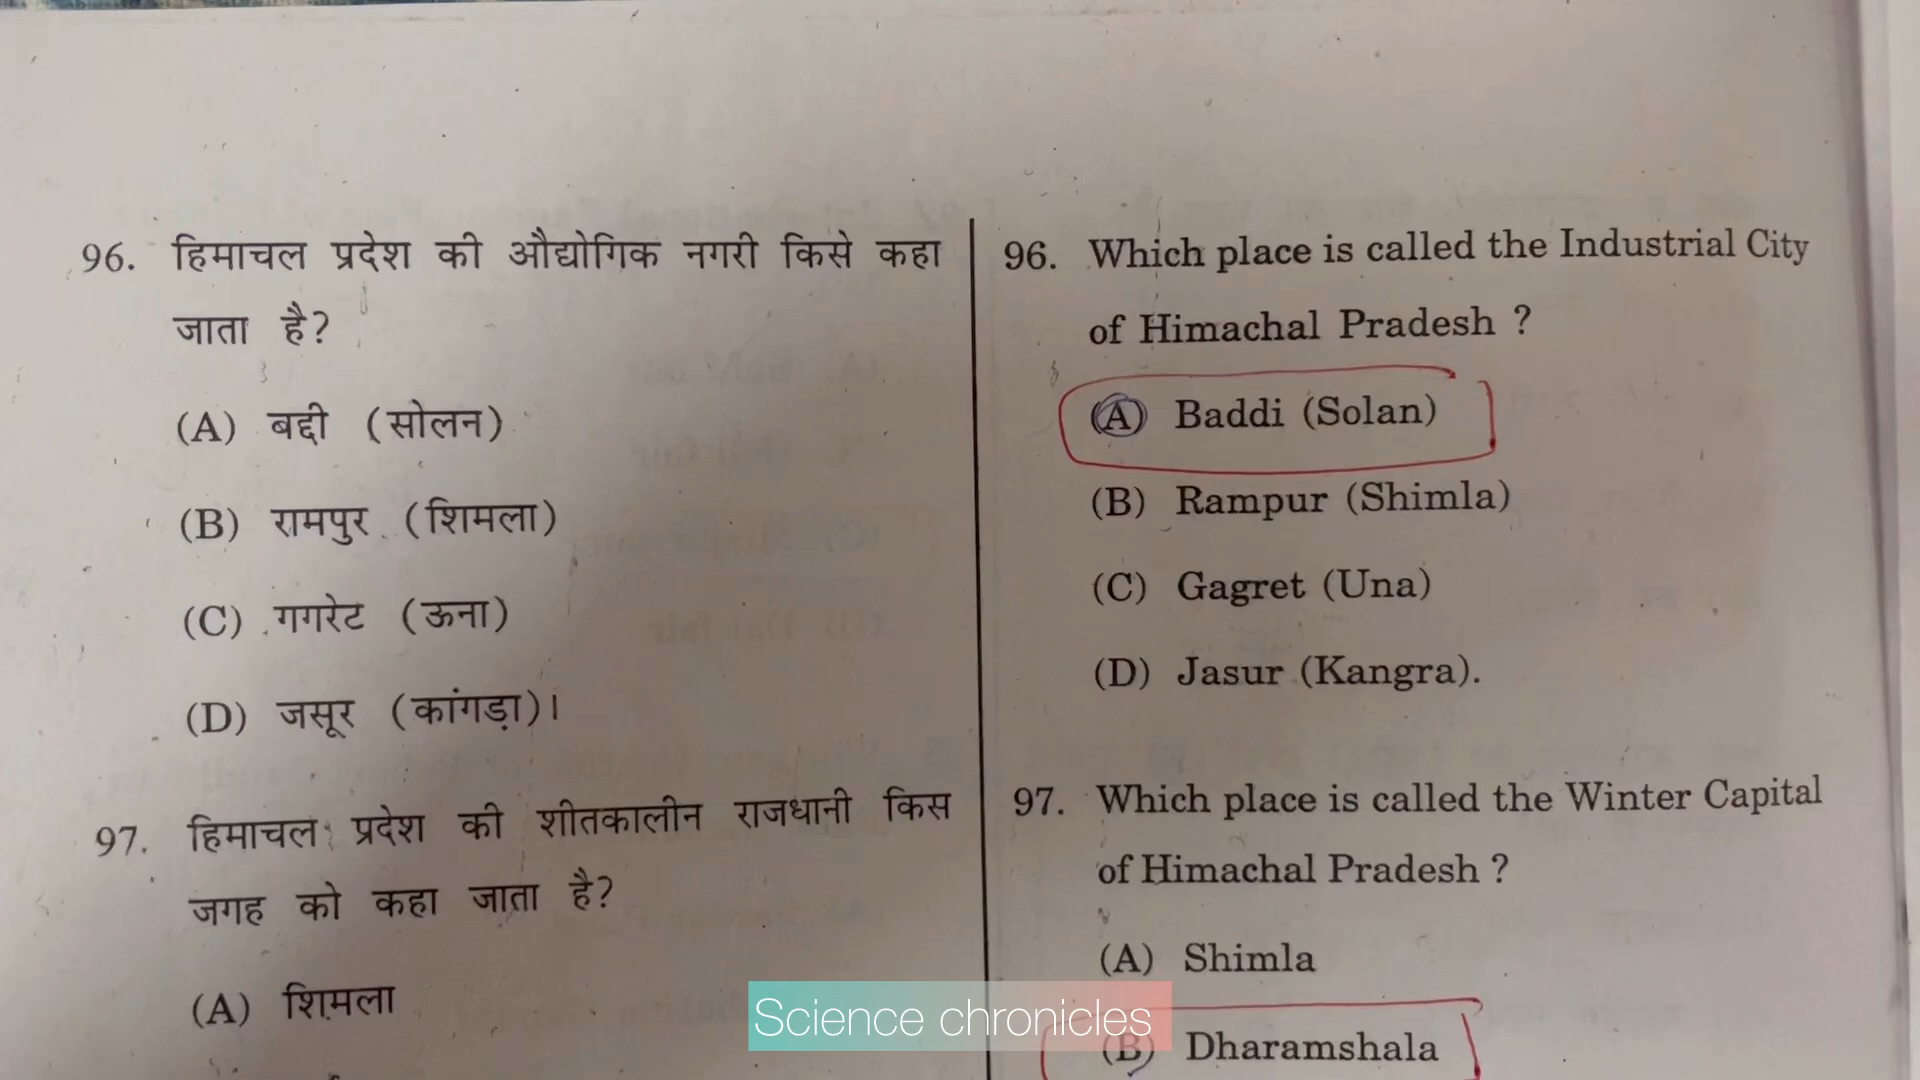 96. हिमाचल प्रदेश की औद्योगिक नगरी किसे कहा
जाता है?
(A) बद्दी (सोलन)
(B) रामपुर (शिमला)
(C) गगरेट (ऊना)
(D) जसूर (कांगड़ा)।
97. हिमाचल प्रदेश की शीतकालीन राजधानी किस
जगह को कहा जाता है?
(A) शिमला
96. Which place is called the Industrial City
of Himachal Pradesh ?
(A) Baddi (Solan)
(B) Rampur (Shimla)
(C) Gagret (Una)
(D) Jasur (Kangra).
97. Which place is called the Winter Capital
of Himachal Pradesh ?
(A) Shimla
(B) Dharamshala
Science chronicles